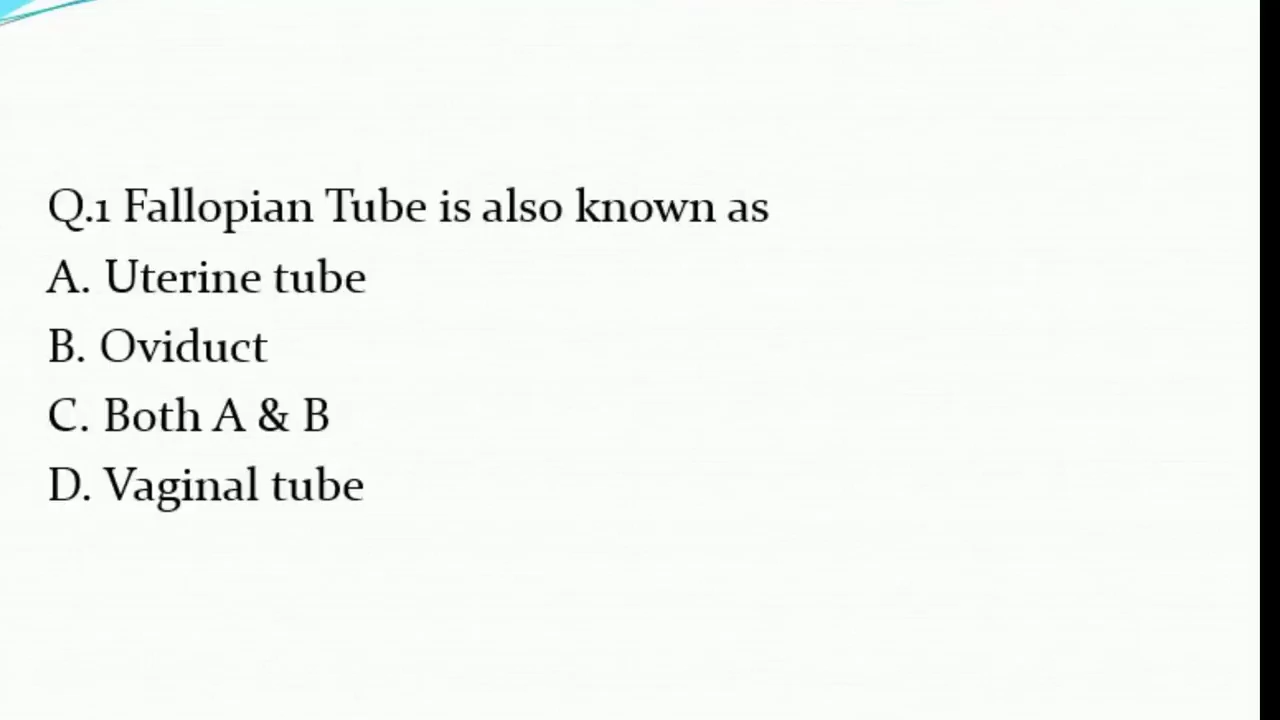 Q.1 Fallopian Tube is also known as
A. Uterine tube
B. Oviduct
C. Both A & B
D. Vaginal tube